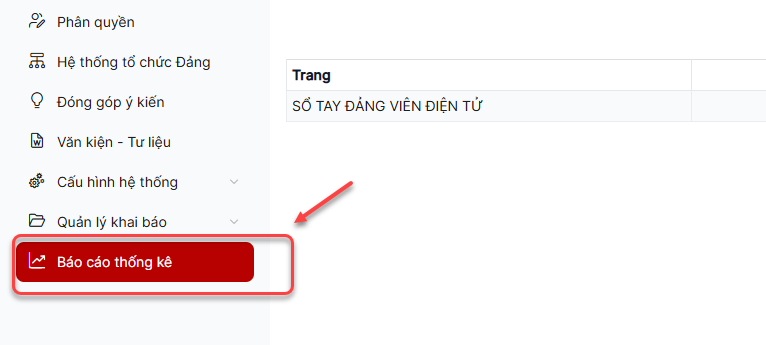 Phân quyền
Hệ thống tổ chức Đảng
Đóng góp ý kiến
Văn kiện - Tư liệu
Cấu hình hệ thống
Quản lý khai báo
Báo cáo thống kê
Trang
SỔ TAY ĐẢNG VIÊN ĐIỆN TỬ